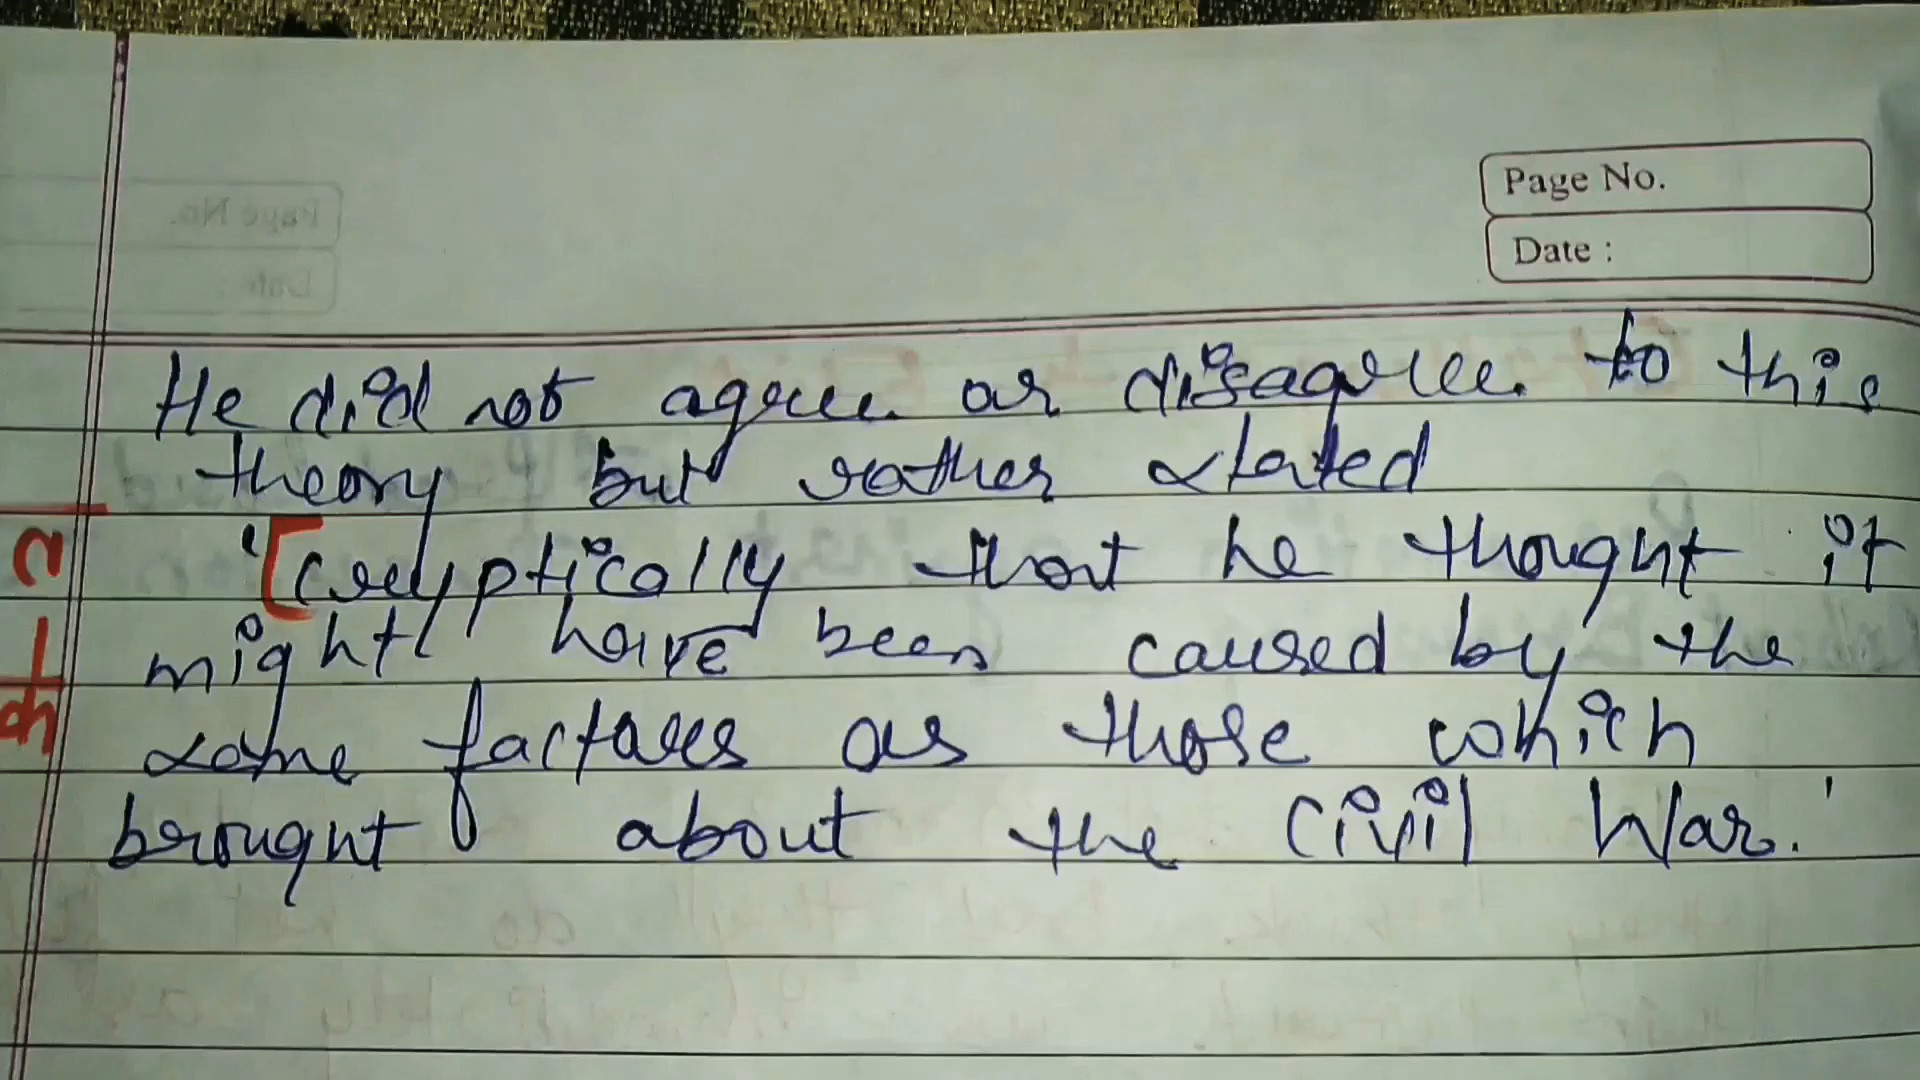 Page No.
Date :
He did not agree or disagree to this
theory but rather stated
"[cryptically that he thought it
might have been caused by the
same factors as those which
brought about the Civil War.'